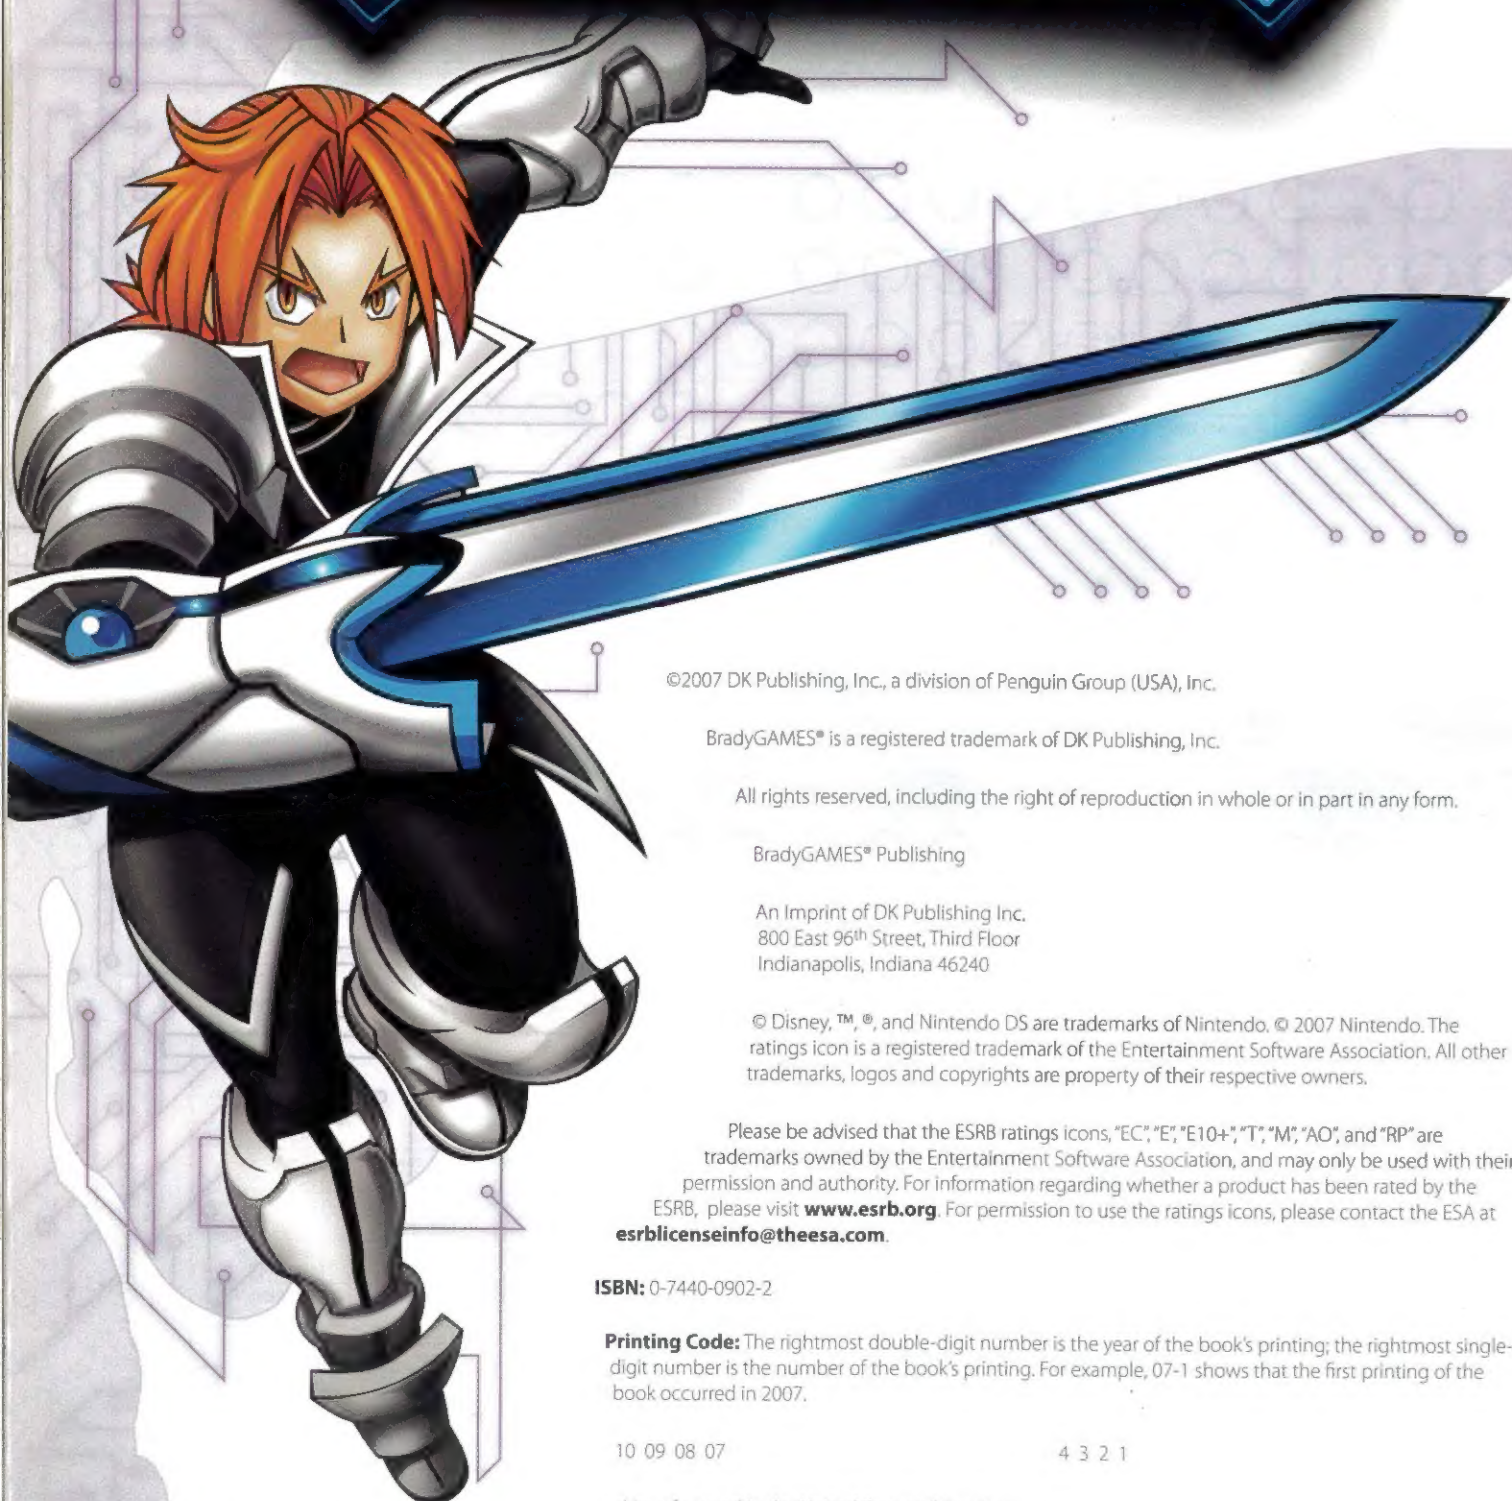 ©2007 DK Publishing, Inc., a division of Penguin Group (USA), Inc.
BradyGAMES® is a registered trademark of DK Publishing, Inc.
All rights reserved, including the right of reproduction in whole or in part in any form.
BradyGAMES® Publishing
An Imprint of DK Publishing Inc.
800 East 96th Street, Third Floor
Indianapolis, Indiana 46240
© Disney, ™, ®, and Nintendo DS are trademarks of Nintendo. © 2007 Nintendo. The
ratings icon is a registered trademark of the Entertainment Software Association. All other
trademarks, logos and copyrights are property of their respective owners.
Please be advised that the ESRB ratings icons, "EC", "E", "E10+", "T", "M", "AO", and "RP" are
trademarks owned by the Entertainment Software Association, and may only be used with their
permission and authority. For information regarding whether a product has been rated by the
ESRB, please visit www.esrb.org. For permission to use the ratings icons, please contact the ESA at
esrblicenseinfo@theesa.com.
ISBN: 0-7440-0902-2
Printing Code: The rightmost double-digit number is the year of the book's printing; the rightmost single-
digit number is the number of the book's printing. For example, 07-1 shows that the first printing of the
book occurred in 2007.
10 09 08 07 4 3 2 1